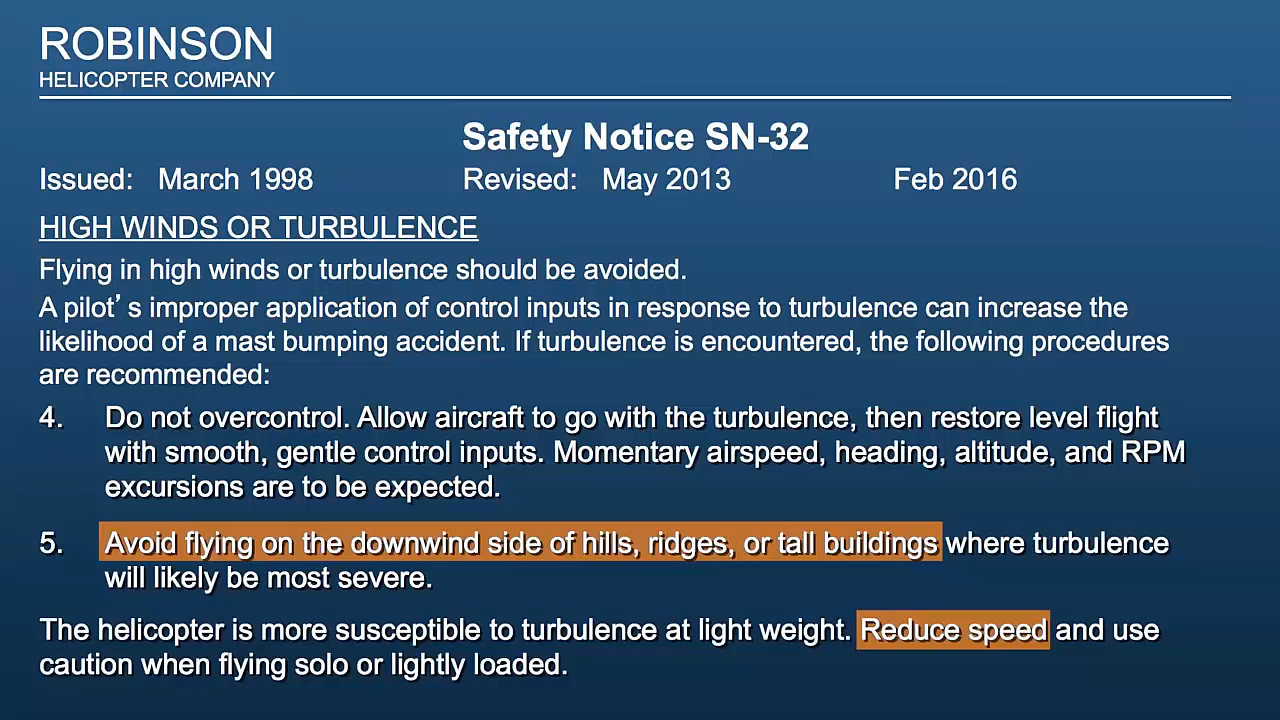 ROBINSON
HELICOPTER COMPANY
Safety Notice SN-32
Issued: March 1998 Revised: May 2013 Feb 2016
HIGH WINDS OR TURBULENCE
Flying in high winds or turbulence should be avoided.
A pilot’s improper application of control inputs in response to turbulence can increase the
likelihood of a mast bumping accident. If turbulence is encountered, the following procedures
are recommended:
4. Do not overcontrol. Allow aircraft to go with the turbulence, then restore level flight
with smooth, gentle control inputs. Momentary airspeed, heading, altitude, and RPM
excursions are to be expected.
5. Avoid flying on the downwind side of hills, ridges, or tall buildings where turbulence
will likely be most severe.
The helicopter is more susceptible to turbulence at light weight. Reduce speed and use
caution when flying solo or lightly loaded.